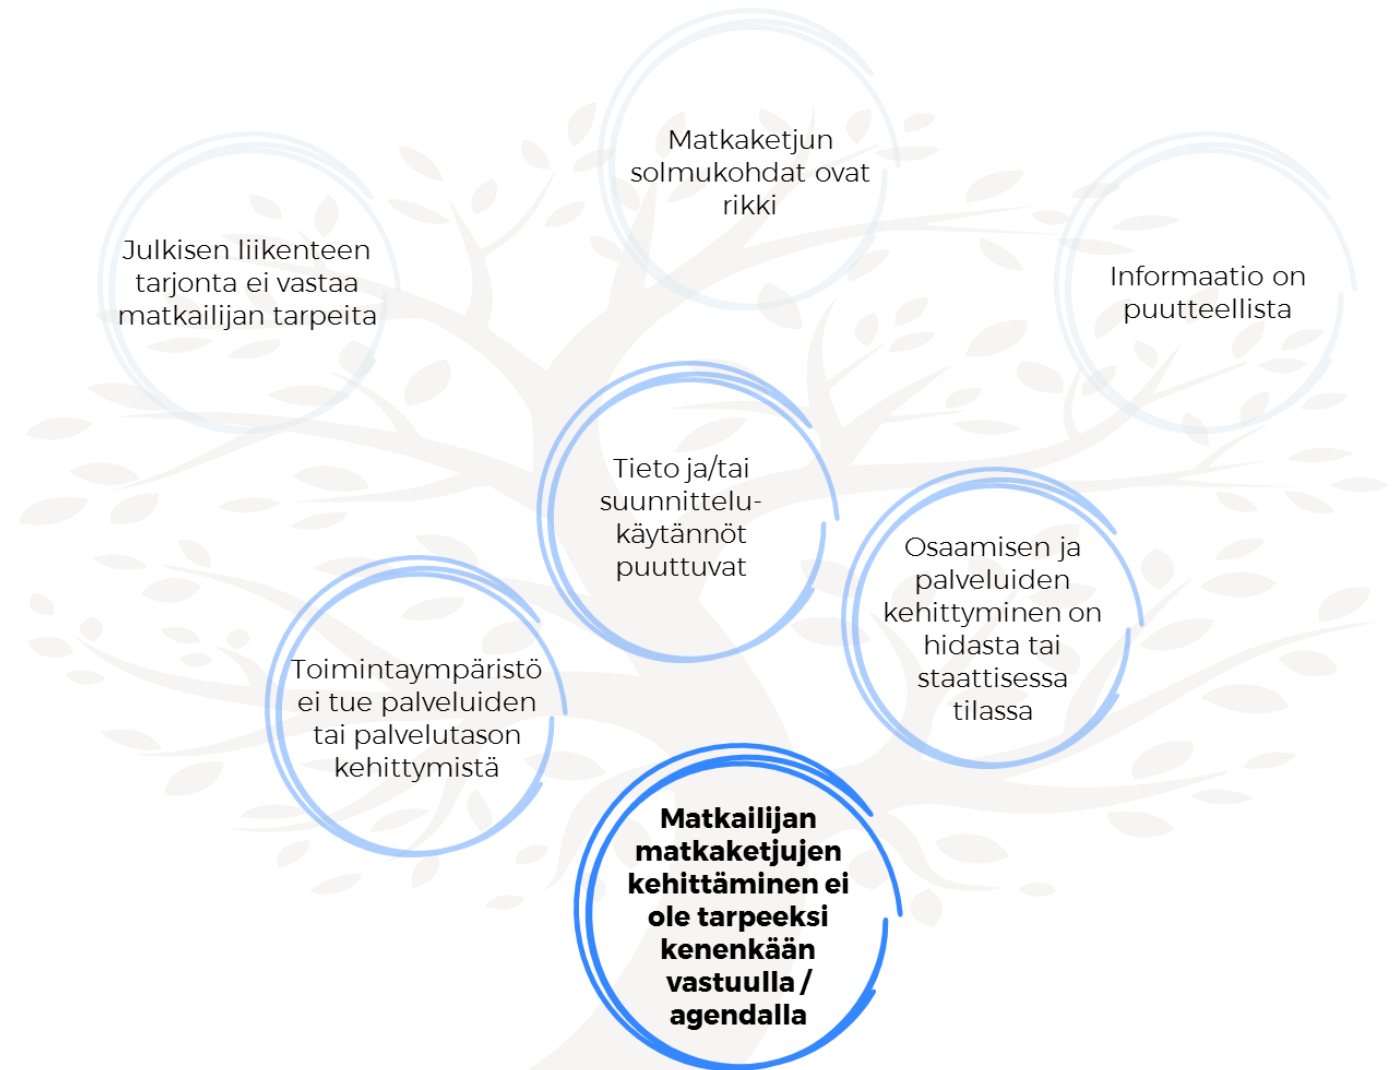 Matkaketjun
solmukohdat ovat
rikki
Julkisen liikenteen
tarjonta ei vastaa
matkailijan tarpeita
Informaatio on
puutteellista
Tieto ja/tai
suunnittelu-
käytännöt
puuttuvat
Osaamisen ja
palveluiden
kehittyminen on
hidasta tai
staattisessa
tilassa
Toimintaympäristö
ei tue palveluiden
tai palvelutason
kehittymistä
Matkailijan
matkaketjujen
kehittäminen ei
ole tarpeeksi
kenenkään
vastuulla /
agendalla